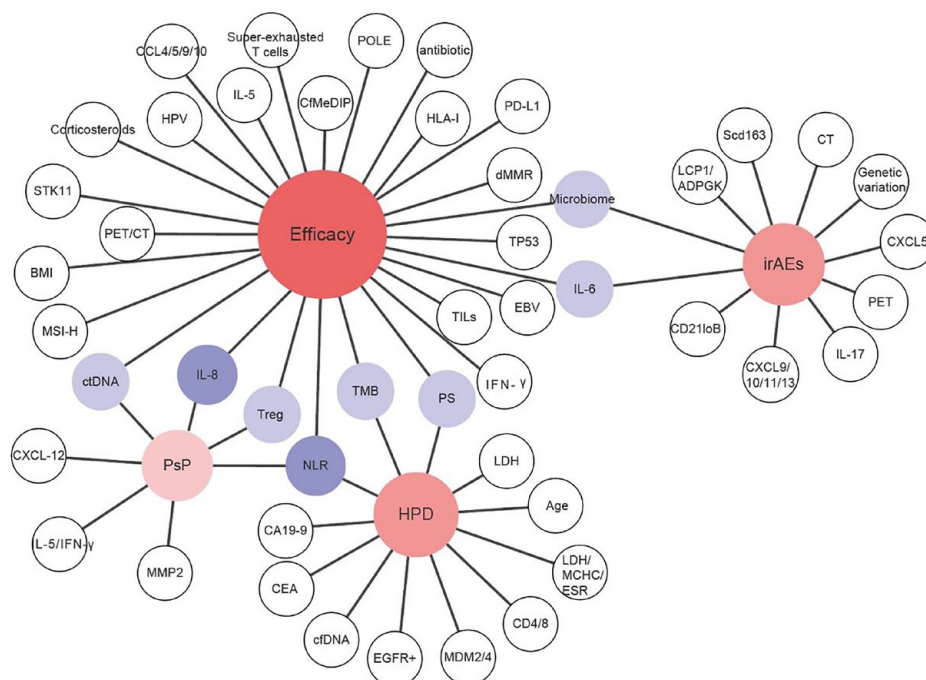 CCL4/5/9/10
Super-exhausted
T cells
POLE
antibiotic
IL-5
CfMeDIP
HPV
HLA-I
PD-L1
Corticosteroids
STK11
dMMR
Microbiome
PET/CT
Efficacy
TP53
BMI
IL-6
EBV
MSI-H
TILs
ctDNA
IL-8
Treg
TMB
PS
IFN-γ
Scd163
CT
LCP1/
ADPGK
Genetic
variation
CXCL5
irAEs
PET
CD21loB
IL-17
CXCL9/
10/11/13
CXCL-12
PsP
NLR
LDH
IL-5/IFN-γ
MMP2
HPD
Age
CA19-9
LDH/
MCHC/
ESR
CEA
cfDNA
EGFR+
MDM2/4
CD4/8